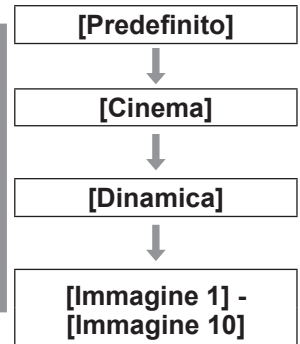 [Predefinito]
[Cinema]
[Dinamica]
[Immagine 1] -
[Immagine 10]